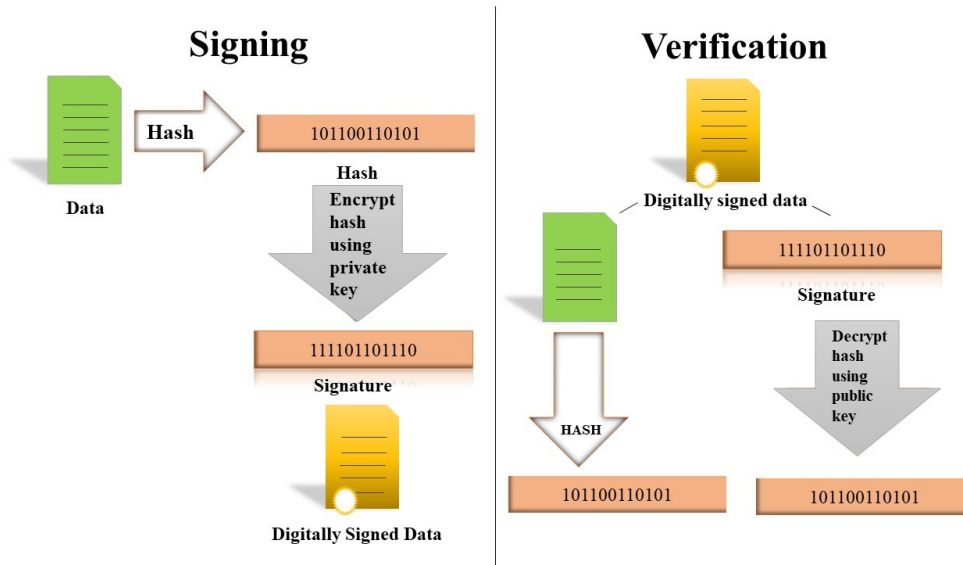 Signing
Hash
101100110101
Hash
Data
Encrypt
hash
using
private
key
111101101110
Signature
Digitally Signed Data
Verification
Digitally signed data
111101101110
Signature
HASH
Decrypt
hash
using
public
key
101100110101
101100110101